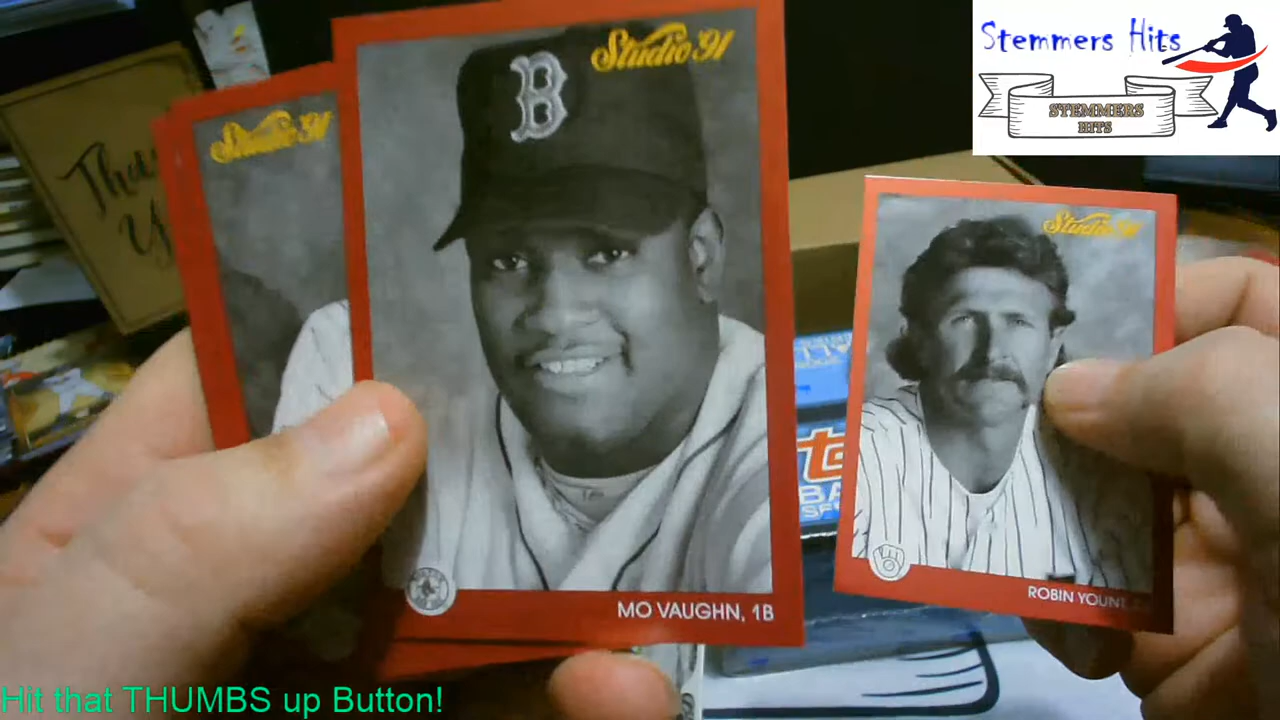 Stemmers Hits
STEMMERS
HITS
Studio '91
B
MO VAUGHN, 1B
Studio '91
ROBIN YOUNT,
Studio '91
Hit that THUMBS up Button!